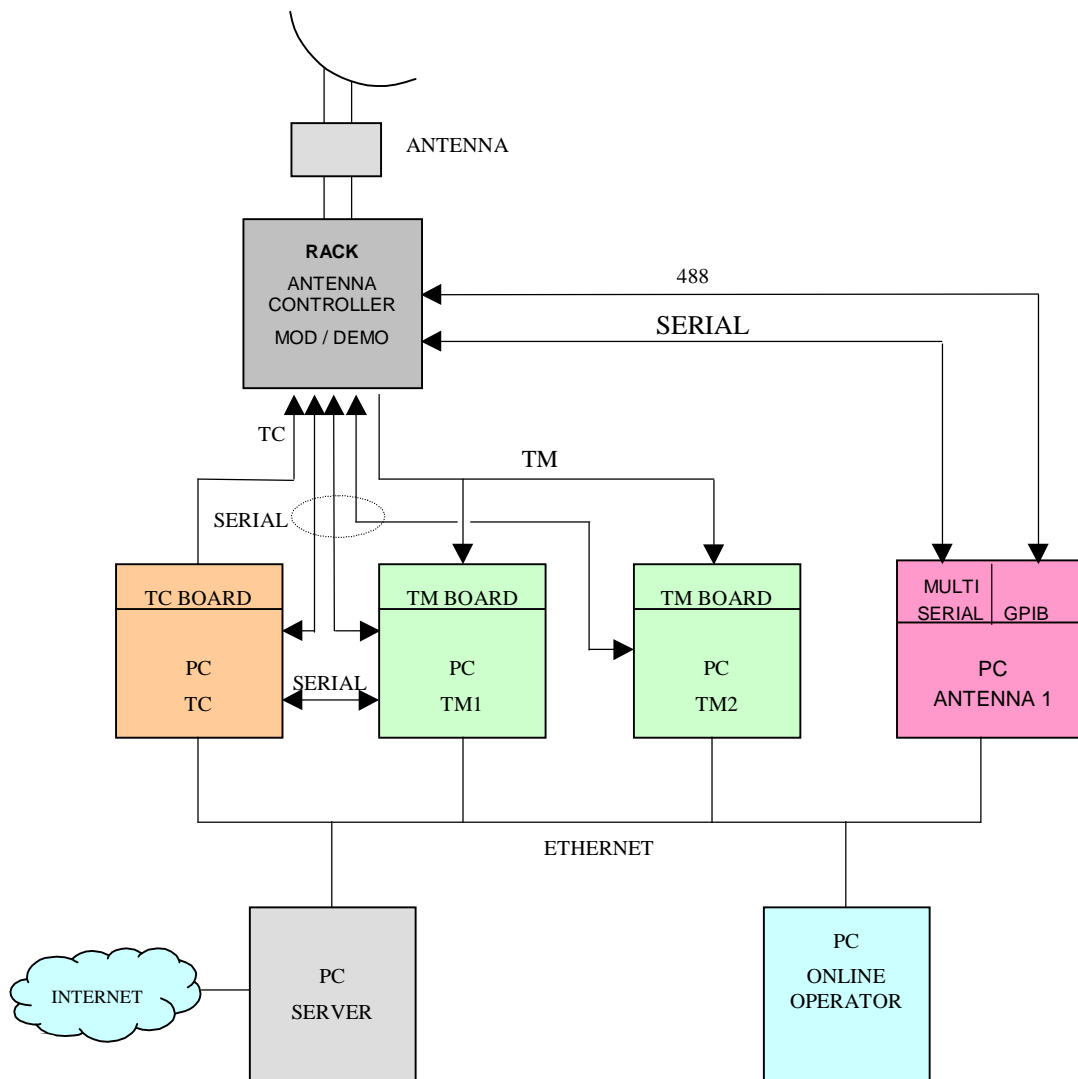 ANTENNA
RACK
ANTENNA
CONTROLLER
MOD / DEMO
488
SERIAL
TC
TM
SERIAL
TC BOARD
PC
TC
SERIAL
TM BOARD
PC
TM1
TM BOARD
PC
TM2
MULTI
SERIAL
GPIB
PC
ANTENNA 1
ETHERNET
INTERNET
PC
SERVER
PC
ONLINE
OPERATOR